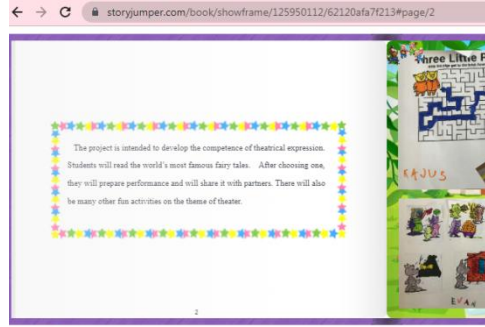 storyjumper.com/book/showframe/125950112/62120afa7f213#page/2
Three Little P
The project is intended to develop the competence of theatrical expression.
Students will read the world's most famous fairy tales. After choosing one,
they will prepare performance and will share it with partners. There will also
be many other fun activities on the theme of theater.
KAJUS
EVAN
2